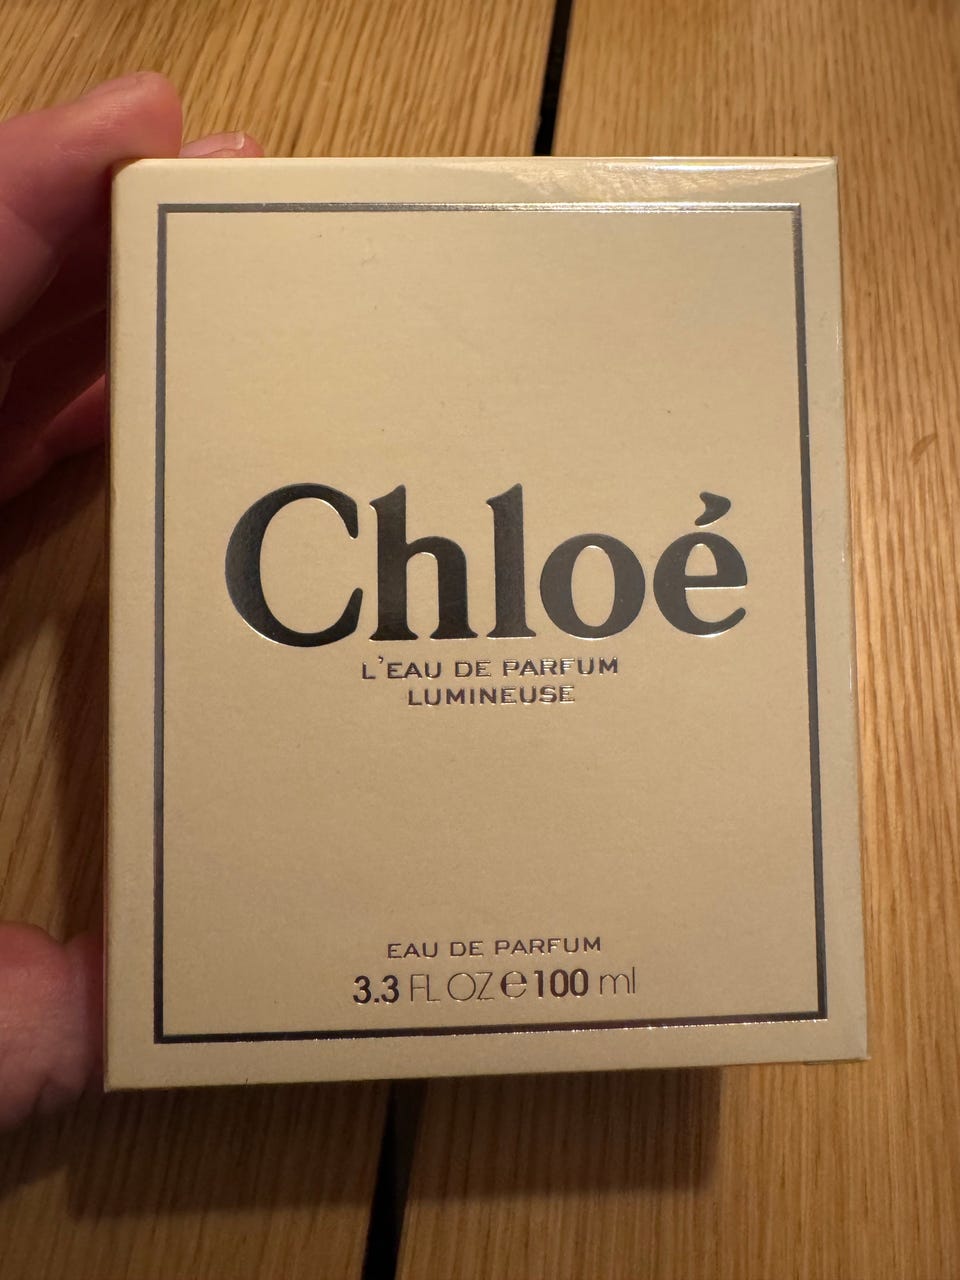 Chloé
L'EAU DE PARFUM
LUMINEUSE
EAU DE PARFUM
3.3 FL OZ ℮ 100 ml